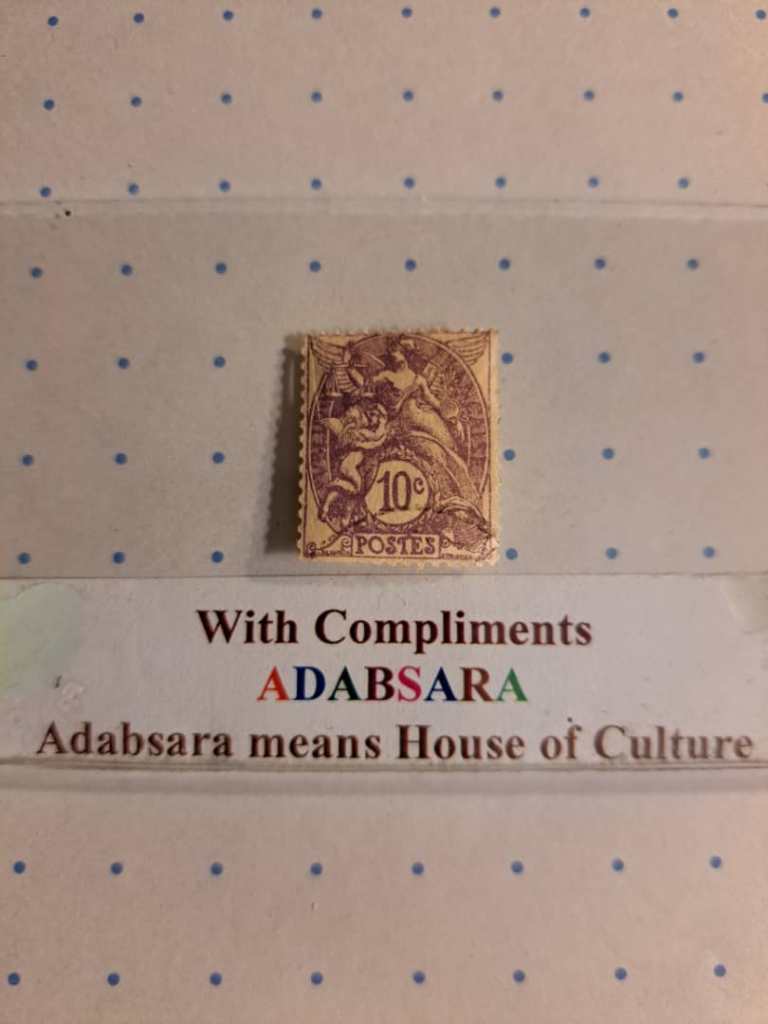 10c
POSTES
With Compliments
ADABSARA
Adabsara means House of Culture